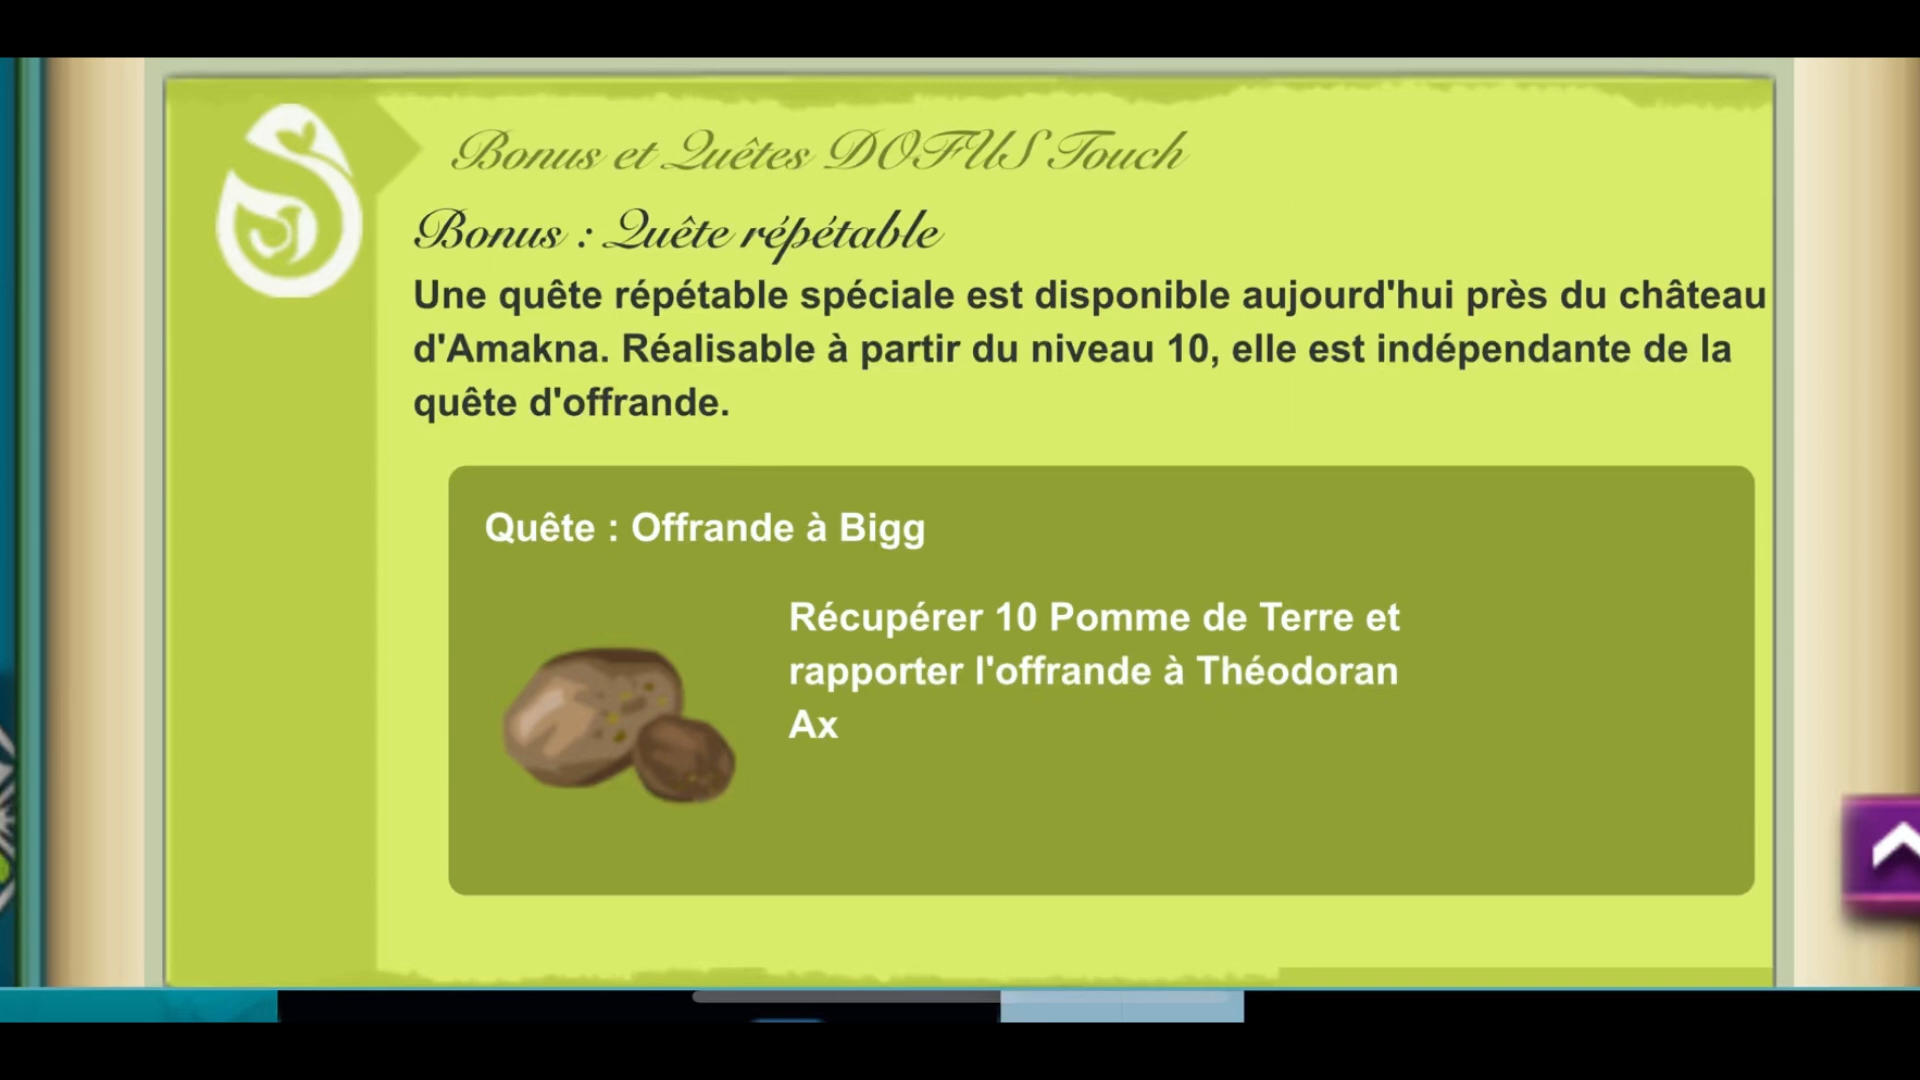 Bonus et Quêtes DOFUS Touch
Bonus : Quête répétable
Une quête répétable spéciale est disponible aujourd'hui près du château
d'Amakna. Réalisable à partir du niveau 10, elle est indépendante de la
quête d'offrande.
Quête : Offrande à Bigg
Récupérer 10 Pomme de Terre et
rapporter l'offrande à Théodoran
Ax